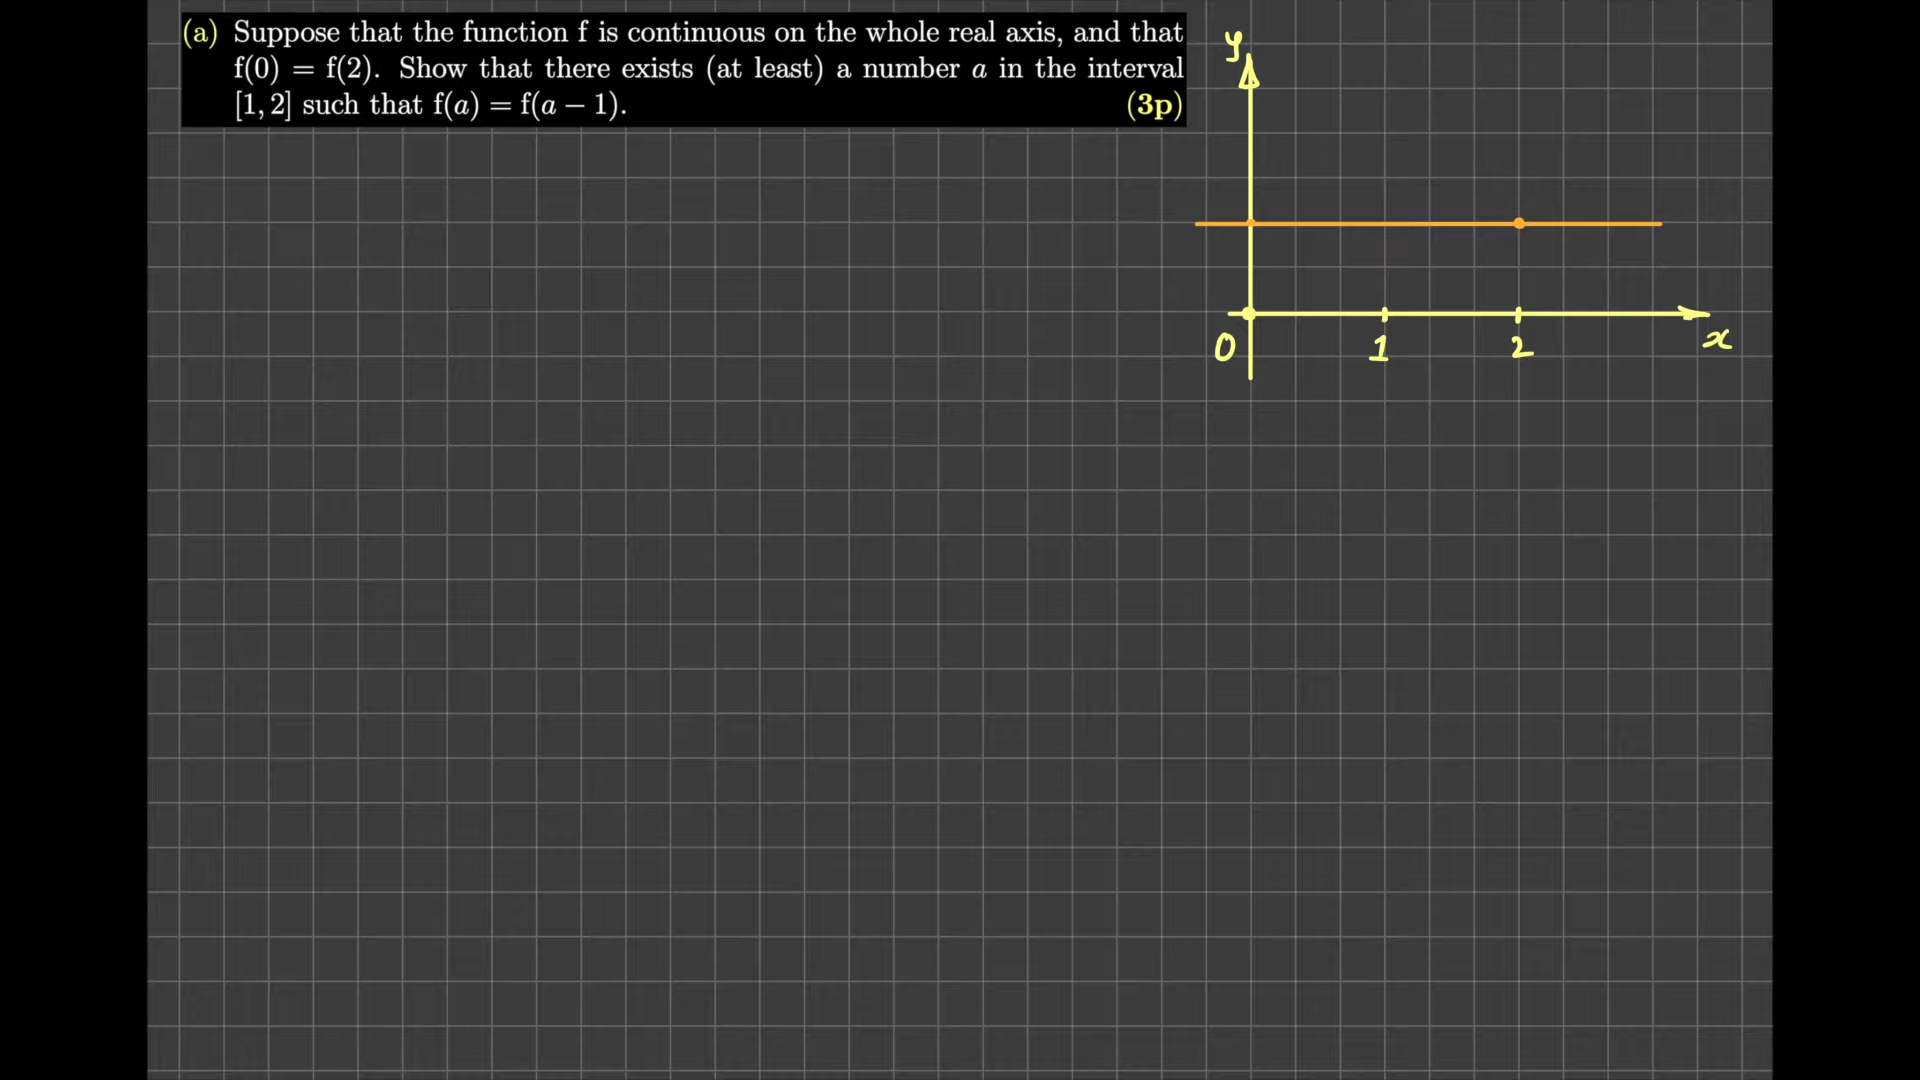 (a) Suppose that the function f is continuous on the whole real axis, and that
f(0) = f(2). Show that there exists (at least) a number a in the interval
[1, 2] such that f(a) = f(a − 1). (3p)
y
0 1 2 x